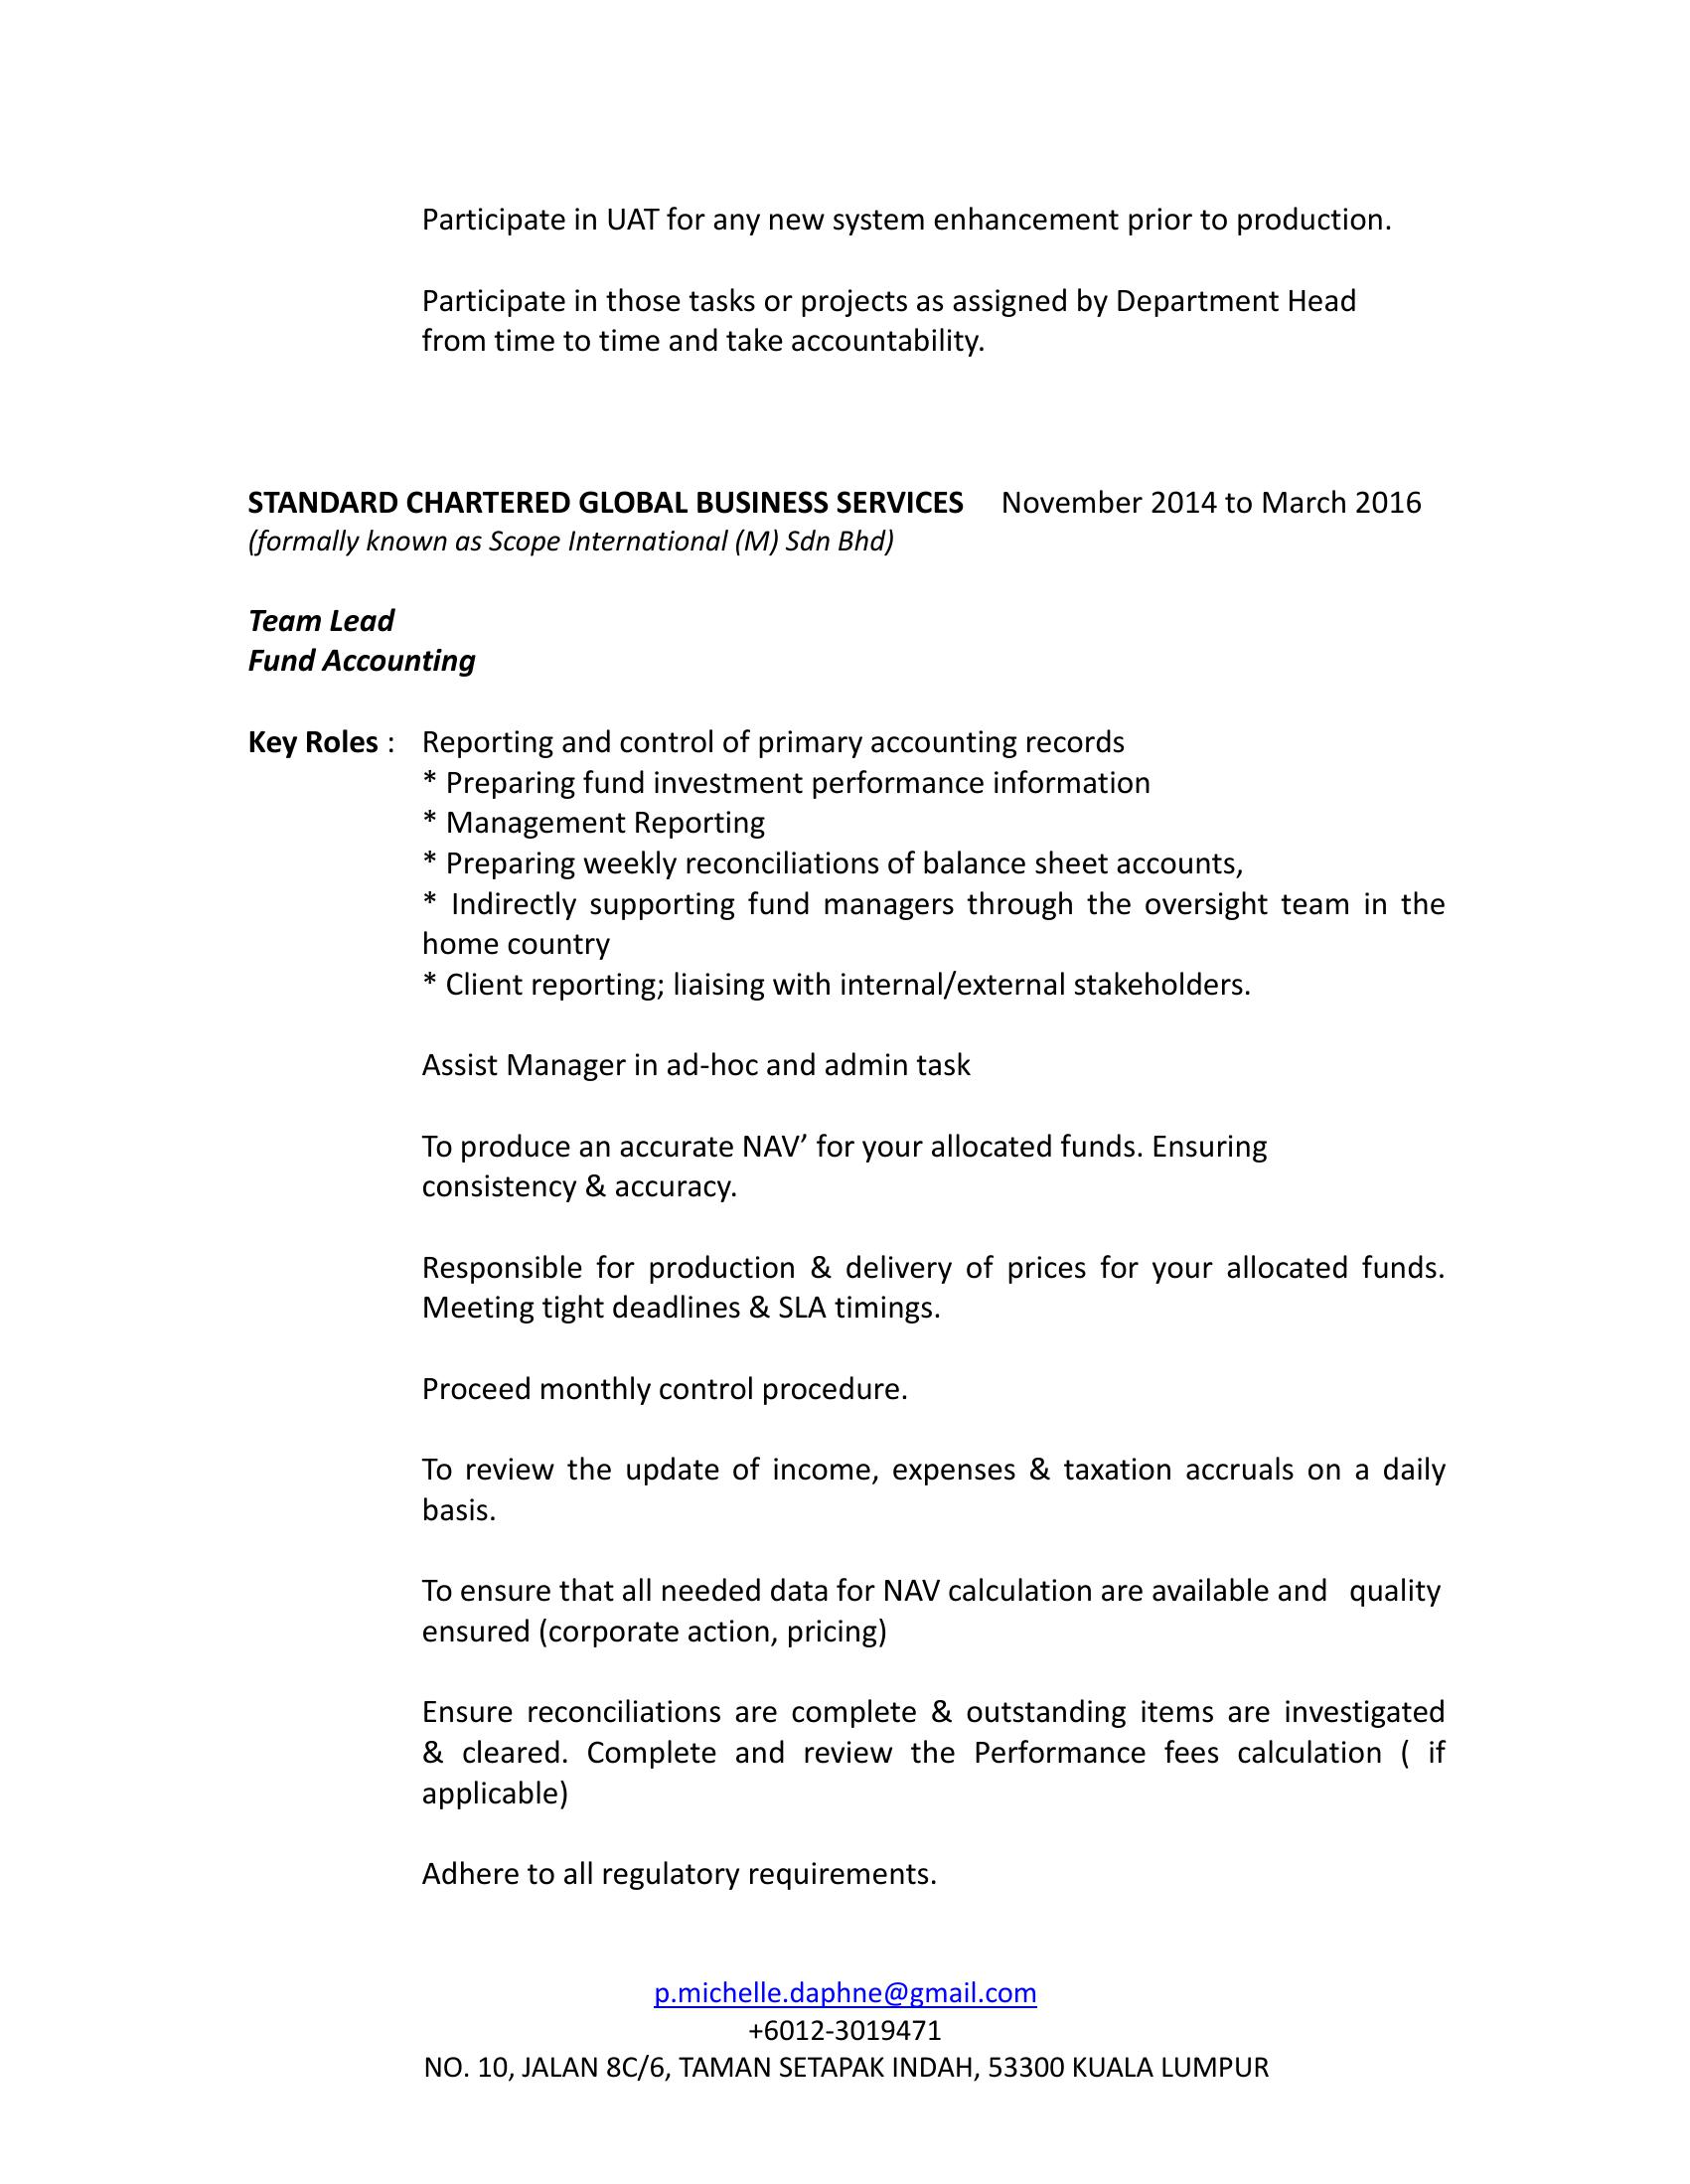 Participate in UAT for any new system enhancement prior to production.
Participate in those tasks or projects as assigned by Department Head
from time to time and take accountability.
STANDARD CHARTERED GLOBAL BUSINESS SERVICES November 2014 to March 2016
(formally known as Scope International (M) Sdn Bhd)
Team Lead
Fund Accounting
Key Roles : Reporting and control of primary accounting records
* Preparing fund investment performance information
* Management Reporting
* Preparing weekly reconciliations of balance sheet accounts,
* Indirectly supporting fund managers through the oversight team in the
home country
* Client reporting; liaising with internal/external stakeholders.
Assist Manager in ad-hoc and admin task
To produce an accurate NAV’ for your allocated funds. Ensuring
consistency & accuracy.
Responsible for production & delivery of prices for your allocated funds.
Meeting tight deadlines & SLA timings.
Proceed monthly control procedure.
To review the update of income, expenses & taxation accruals on a daily
basis.
To ensure that all needed data for NAV calculation are available and quality
ensured (corporate action, pricing)
Ensure reconciliations are complete & outstanding items are investigated
& cleared. Complete and review the Performance fees calculation ( if
applicable)
Adhere to all regulatory requirements.
p.michelle.daphne@gmail.com
+6012-3019471
NO. 10, JALAN 8C/6, TAMAN SETAPAK INDAH, 53300 KUALA LUMPUR